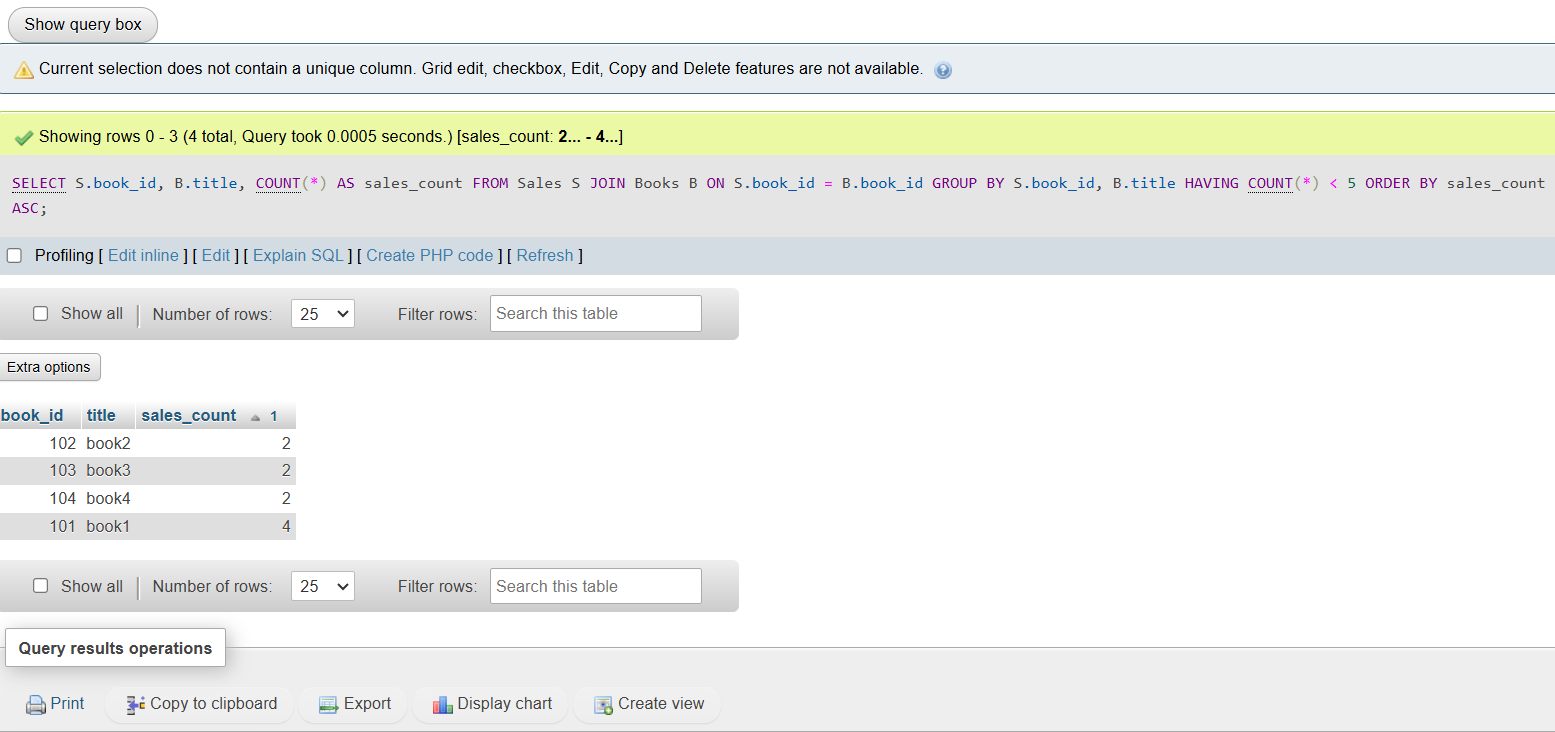 Show query box
Current selection does not contain a unique column. Grid edit, checkbox, Edit, Copy and Delete features are not available.
Showing rows 0 - 3 (4 total, Query took 0.0005 seconds.) [sales_count: 2... - 4...]
SELECT S.book_id, B.title, COUNT(*) AS sales_count FROM Sales S JOIN Books B ON S.book_id = B.book_id GROUP BY S.book_id, B.title HAVING COUNT(*) < 5 ORDER BY sales_count
ASC;
Profiling [ Edit inline ] [ Edit ] [ Explain SQL ] [ Create PHP code ] [ Refresh ]
Show all Number of rows: 25 Filter rows: Search this table
Extra options
book_id title sales_count 1
102 book2 2
103 book3 2
104 book4 2
101 book1 4
Show all Number of rows: 25 Filter rows: Search this table
Query results operations
Print Copy to clipboard Export Display chart Create view